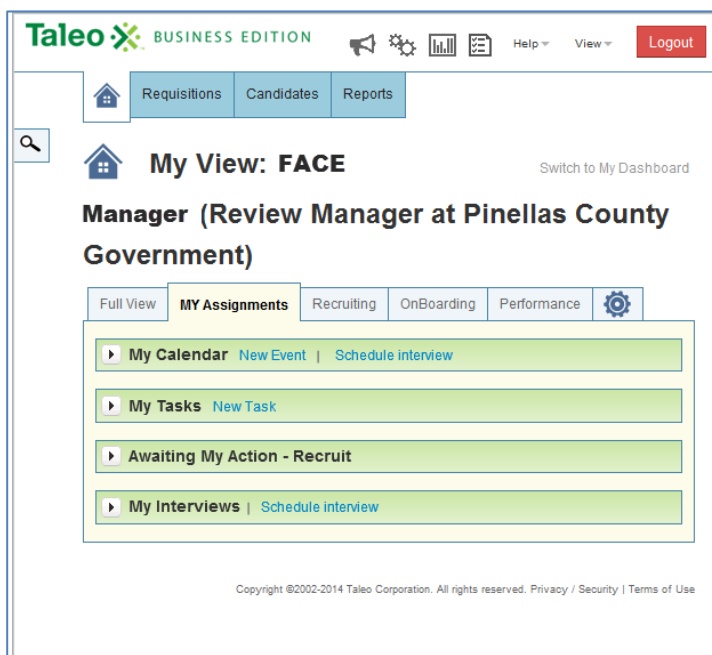 Taleo BUSINESS EDITION Help View Logout
Requisitions Candidates Reports
My View: FACE Switch to My Dashboard
Manager (Review Manager at Pinellas County
Government)
Full View MY Assignments Recruiting OnBoarding Performance
My Calendar New Event | Schedule interview
My Tasks New Task
Awaiting My Action - Recruit
My Interviews | Schedule interview
Copyright ©2002-2014 Taleo Corporation. All rights reserved. Privacy / Security | Terms of Use